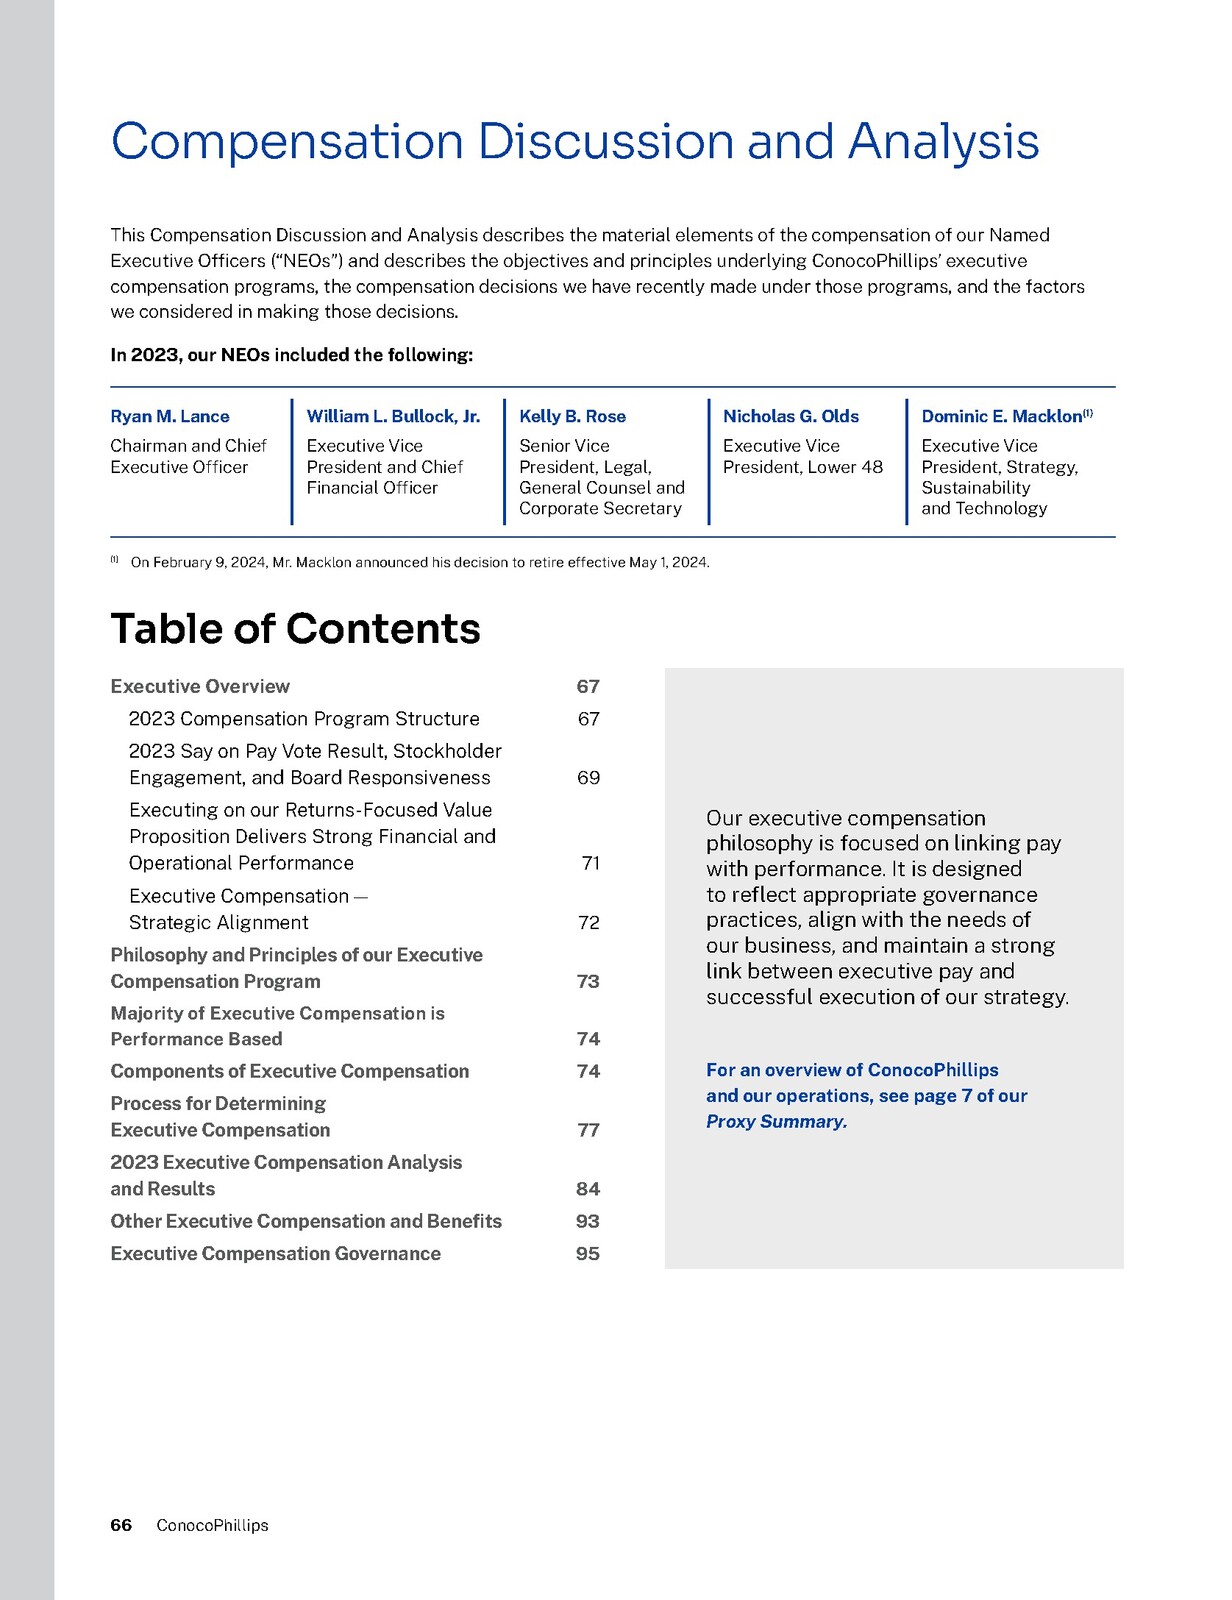 Compensation Discussion and Analysis
This Compensation Discussion and Analysis describes the material elements of the compensation of our Named
Executive Officers (“NEOs”) and describes the objectives and principles underlying ConocoPhillips’ executive
compensation programs, the compensation decisions we have recently made under those programs, and the factors
we considered in making those decisions.
In 2023, our NEOs included the following:
Ryan M. Lance
Chairman and Chief
Executive Officer
William L. Bullock, Jr.
Executive Vice
President and Chief
Financial Officer
Kelly B. Rose
Senior Vice
President, Legal,
General Counsel and
Corporate Secretary
Nicholas G. Olds
Executive Vice
President, Lower 48
Dominic E. Macklon(1)
Executive Vice
President, Strategy,
Sustainability
and Technology
(1) On February 9, 2024, Mr. Macklon announced his decision to retire effective May 1, 2024.
Table of Contents
Executive Overview 67
2023 Compensation Program Structure 67
2023 Say on Pay Vote Result, Stockholder
Engagement, and Board Responsiveness 69
Executing on our Returns-Focused Value
Proposition Delivers Strong Financial and
Operational Performance 71
Executive Compensation —
Strategic Alignment 72
Philosophy and Principles of our Executive
Compensation Program 73
Majority of Executive Compensation is
Performance Based 74
Components of Executive Compensation 74
Process for Determining
Executive Compensation 77
2023 Executive Compensation Analysis
and Results 84
Other Executive Compensation and Benefits 93
Executive Compensation Governance 95
Our executive compensation
philosophy is focused on linking pay
with performance. It is designed
to reflect appropriate governance
practices, align with the needs of
our business, and maintain a strong
link between executive pay and
successful execution of our strategy.
For an overview of ConocoPhillips
and our operations, see page 7 of our
Proxy Summary.
66 ConocoPhillips